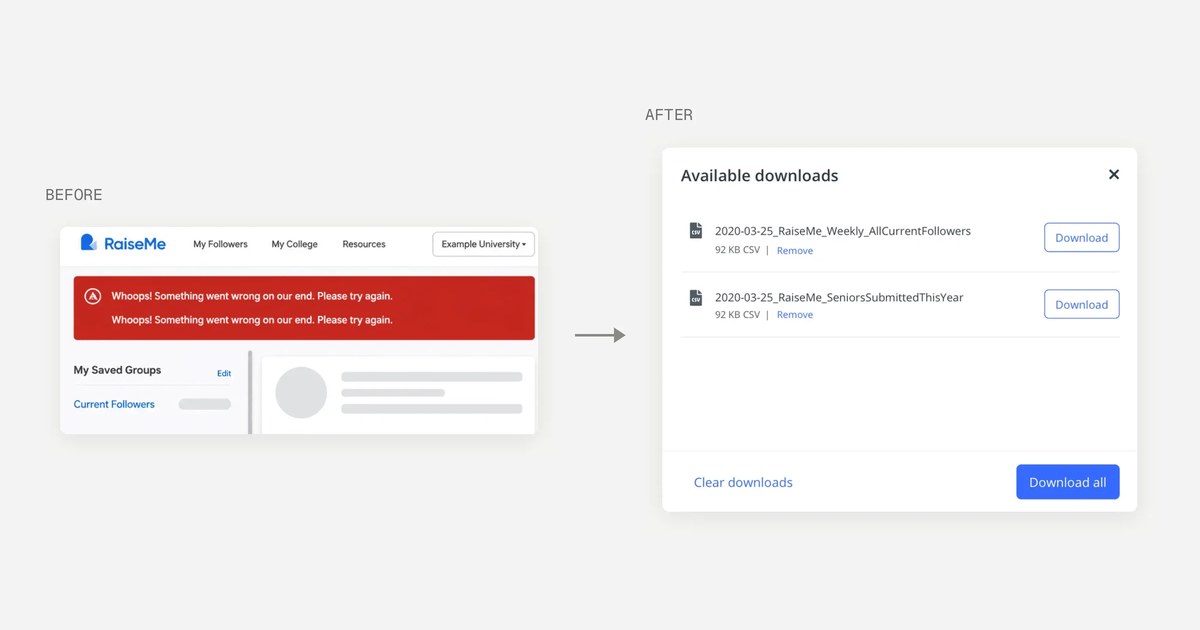 BEFORE
RaiseMe My Followers My College Resources Example University
Whoops! Something went wrong on our end. Please try again.
Whoops! Something went wrong on our end. Please try again.
My Saved Groups Edit
Current Followers
AFTER
Available downloads
CSV 2020-03-25_RaiseMe_Weekly_AllCurrentFollowers Download
92 KB CSV | Remove
CSV 2020-03-25_RaiseMe_SeniorsSubmittedThisYear Download
92 KB CSV | Remove
Clear downloads Download all